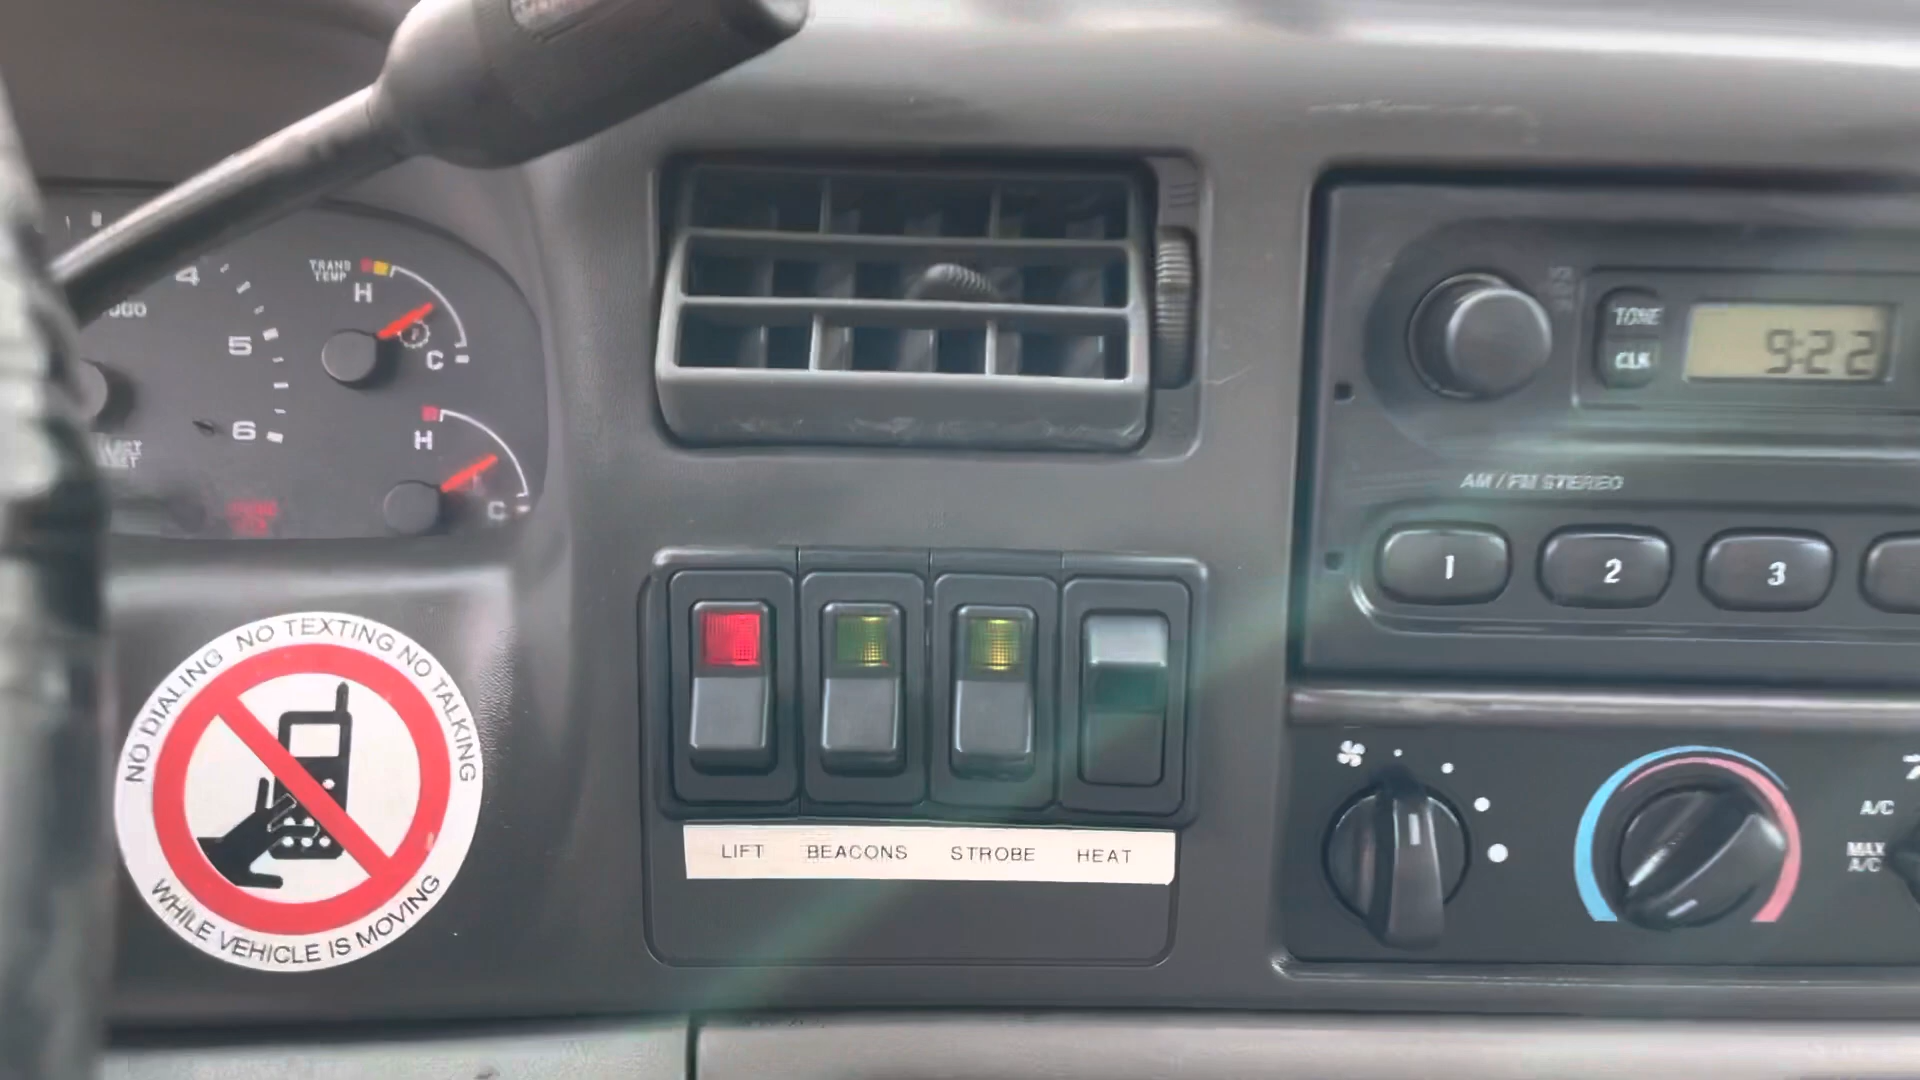 4
5
6
TRANS
TEMP
H
C
H
C
TONE
CLK
9:22
AM/FM STEREO
1
2
3
NO DIALING NO TEXTING NO TALKING
WHILE VEHICLE IS MOVING
LIFT BEACONS STROBE HEAT
A/C
MAX
A/C